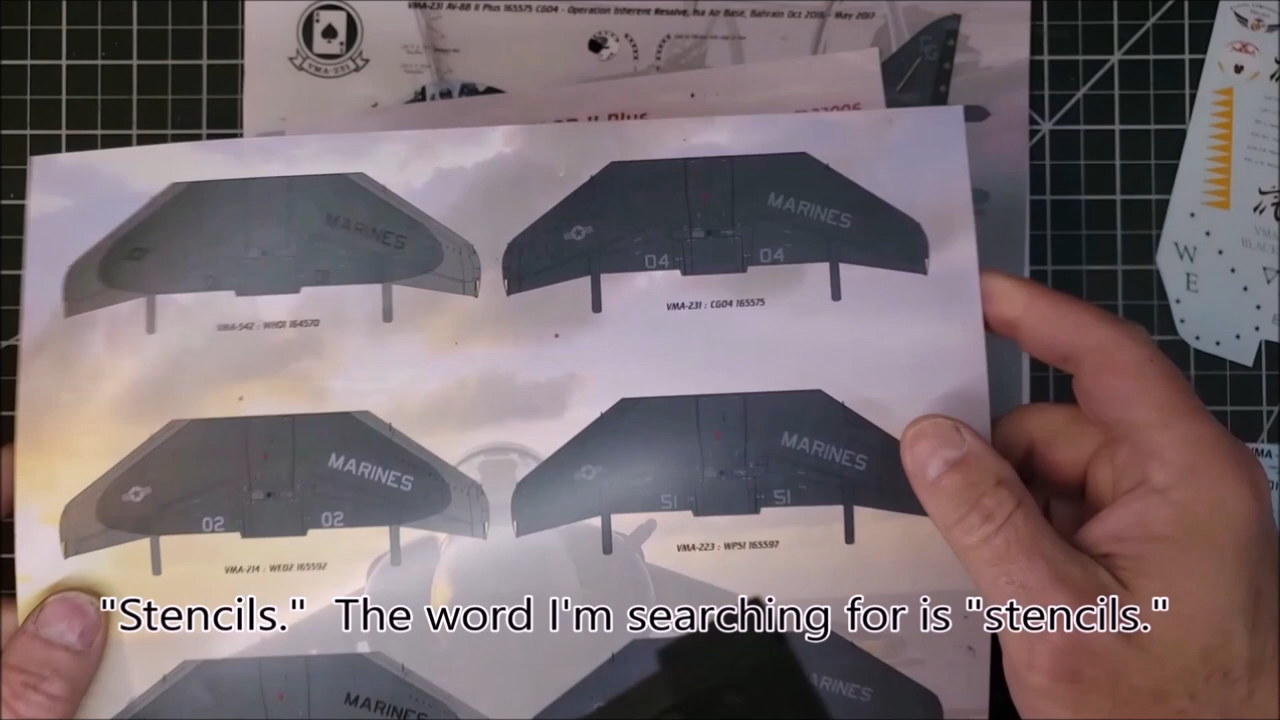 VMA-231 AV-8B II Plus 165575 CG04 - Operation Inherent Resolve, Isa Air Base, Bahrain Oct 2016 - May 2017
VMA-231
II Plus
MARINES
MARINES
04 04
VMA-542 : WH01 164570
VMA-231 : CG04 165575
W
E
MARINES
MARINES
02 02
51 51
VMA-214 : WE02 165592
VMA-223 : WP51 165597
"Stencils." The word I'm searching for is "stencils."
MARINES
MARINES